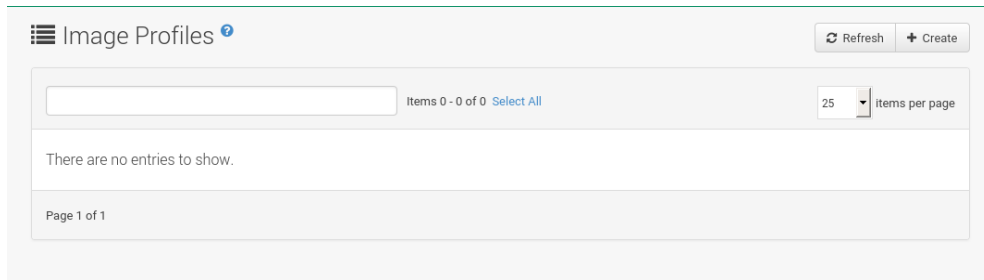 Image Profiles ?
Refresh
+ Create
Items 0 - 0 of 0 Select All
25 items per page
There are no entries to show.
Page 1 of 1